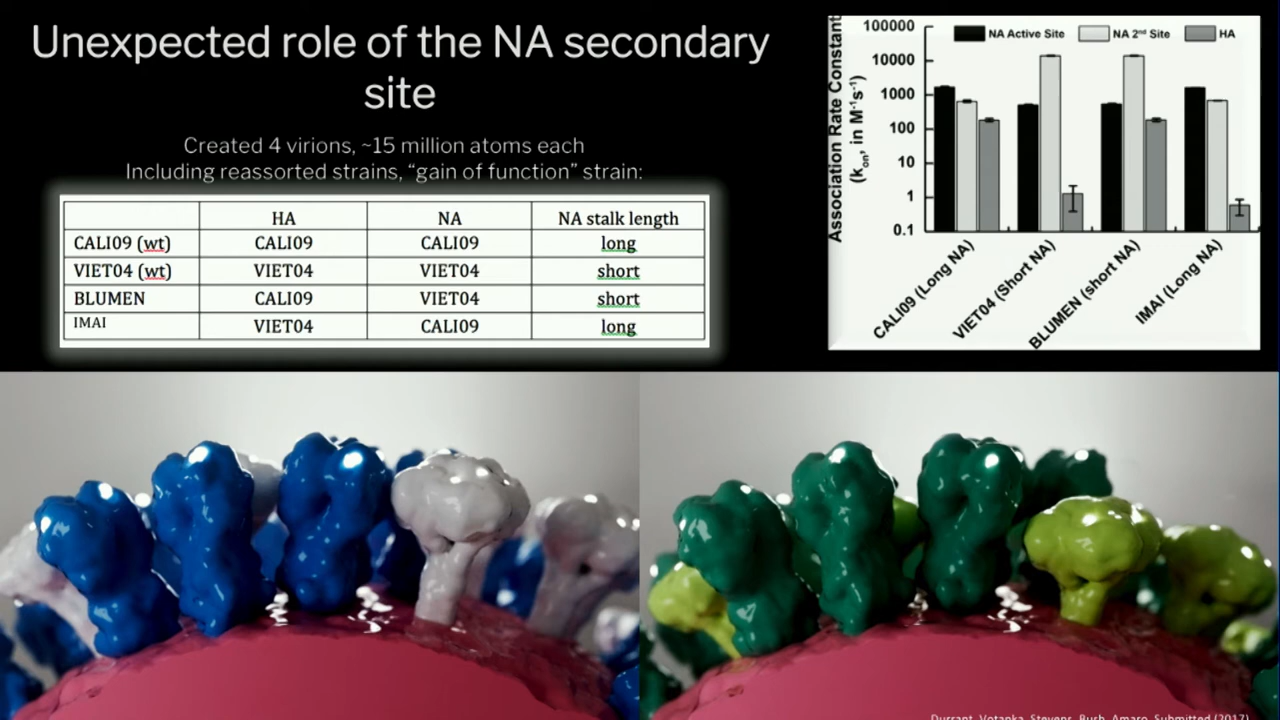 Unexpected role of the NA secondary
site
Created 4 virions, ~15 million atoms each
Including reassorted strains, “gain of function” strain:
HA NA NA stalk length
CALI09 (wt) CALI09 CALI09 long
VIET04 (wt) VIET04 VIET04 short
BLUMEN CALI09 VIET04 short
IMAI VIET04 CALI09 long
Association Rate Constant
(kon, in M-1s-1)
100000
10000
1000
100
10
1
0.1
NA Active Site NA 2nd Site HA
CALI09 (Long NA)
VIET04 (Short NA)
BLUMEN (short NA)
IMAI (Long NA)
Durrant, Votapka, Stevens, Bush, Amaro, Submitted (2017)